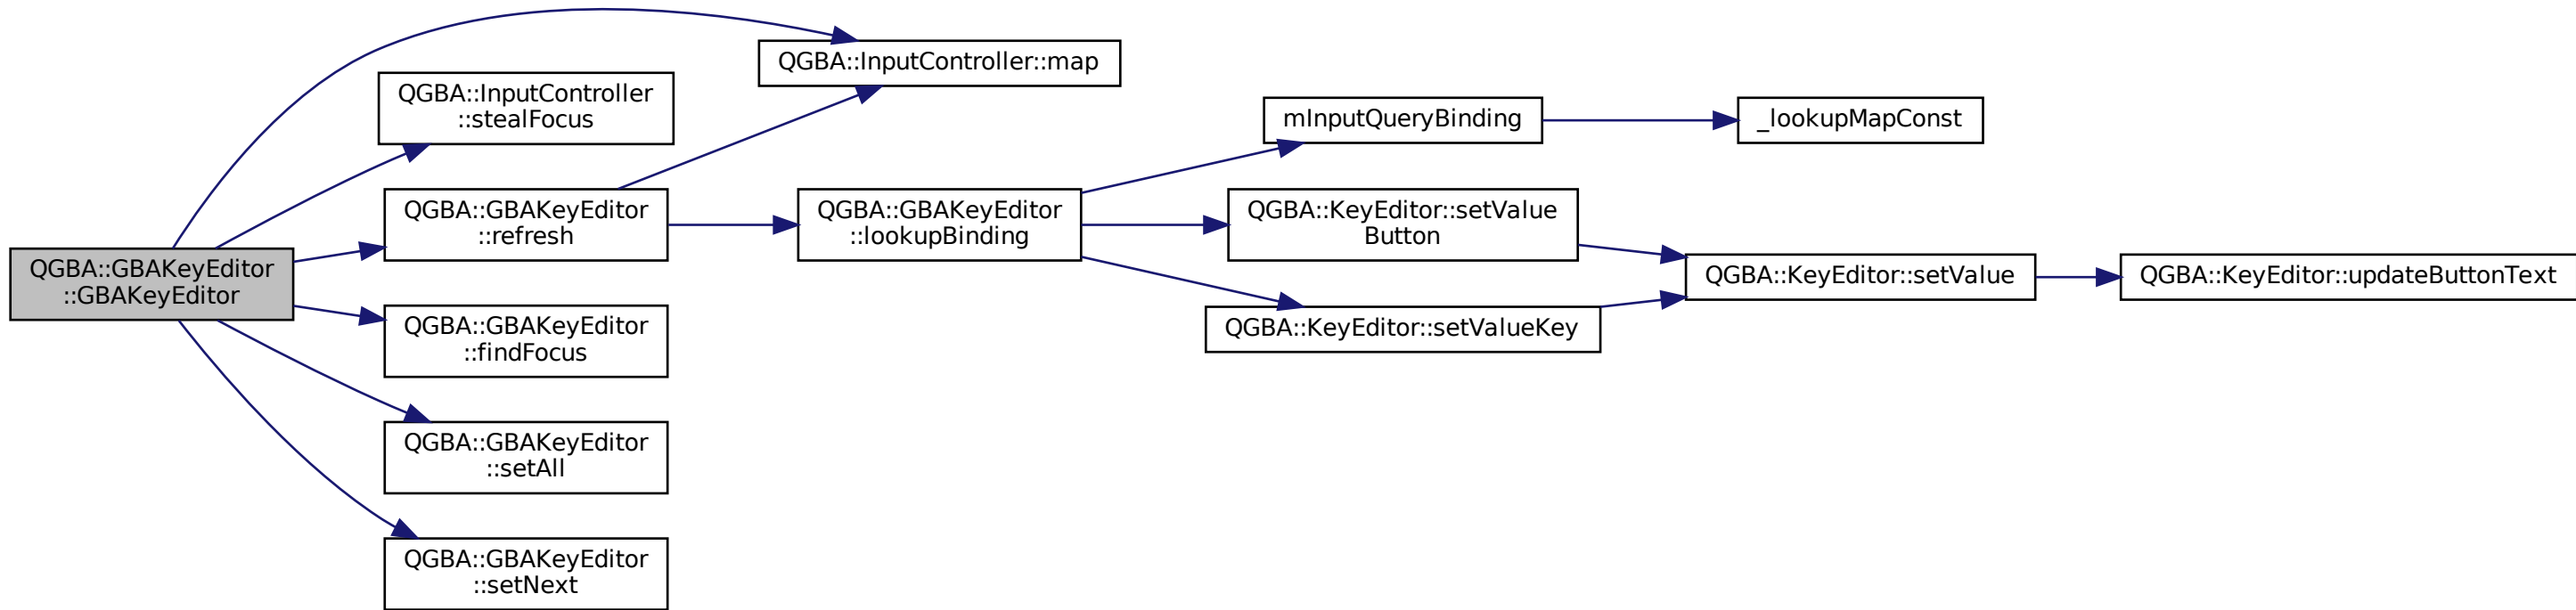 QGBA::GBAKeyEditor
::GBAKeyEditor
QGBA::InputController::map
QGBA::InputController
::stealFocus
QGBA::GBAKeyEditor
::refresh
QGBA::GBAKeyEditor
::findFocus
QGBA::GBAKeyEditor
::setAll
QGBA::GBAKeyEditor
::setNext
QGBA::GBAKeyEditor
::lookupBinding
mInputQueryBinding
_lookupMapConst
QGBA::KeyEditor::setValue
Button
QGBA::KeyEditor::setValueKey
QGBA::KeyEditor::setValue
QGBA::KeyEditor::updateButtonText